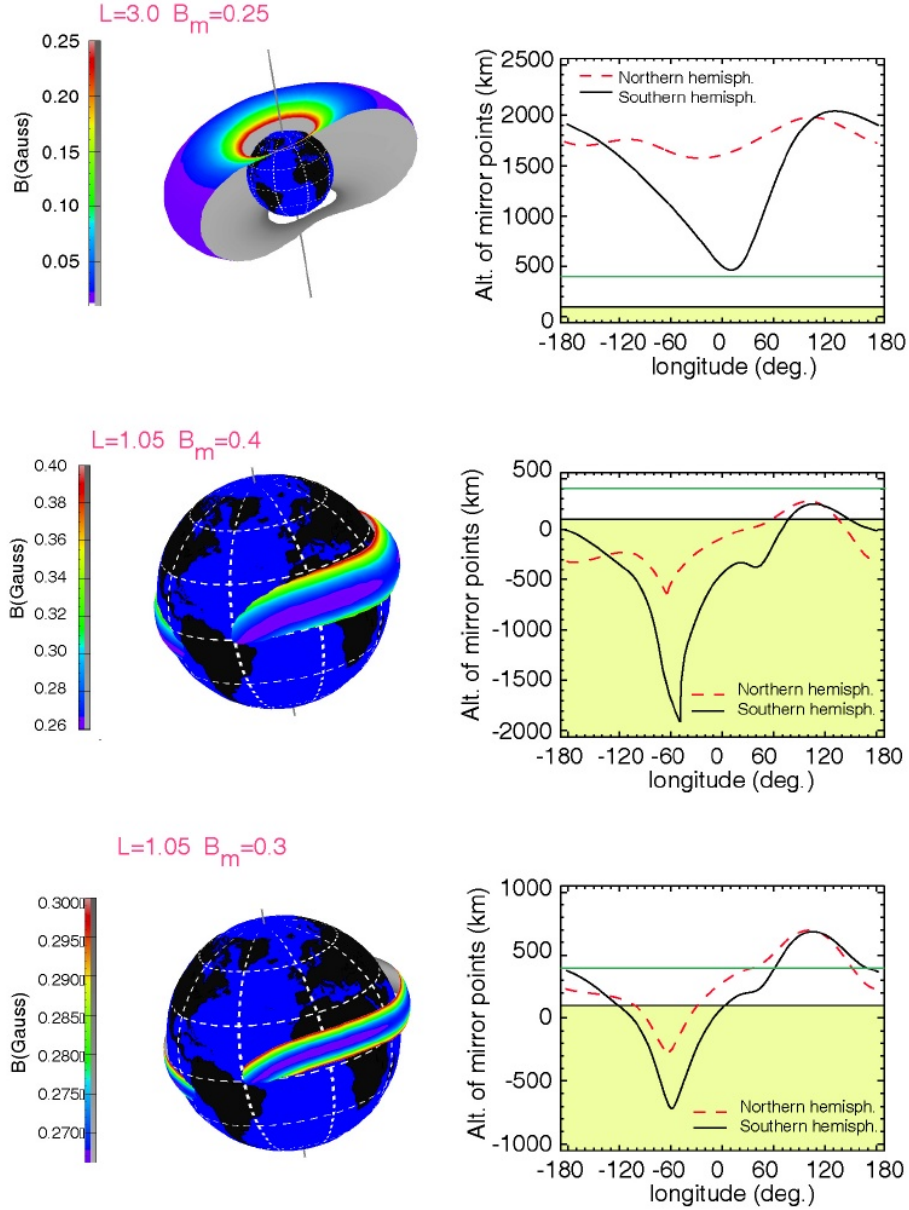 L=3.0 Bm=0.25
B(Gauss)
0.25
0.20
0.15
0.10
0.05
Alt. of mirror points (km)
2500
2000
1500
1000
500
0
Northern hemisph.
Southern hemisph.
-180 -120 -60 0 60 120 180
longitude (deg.)
L=1.05 Bm=0.4
B(Gauss)
0.40
0.38
0.36
0.34
0.32
0.30
0.28
0.26
Alt. of mirror points (km)
500
0
-500
-1000
-1500
-2000
Northern hemisph.
Southern hemisph.
-180 -120 -60 0 60 120 180
longitude (deg.)
L=1.05 Bm=0.3
B(Gauss)
0.300▯
0.295▯
0.290▯
0.285▯
0.280▯
0.275▯
0.270▯
Alt. of mirror points (km)
1000
500
0
-500
-1000
Northern hemisph.
Southern hemisph.
-180 -120 -60 0 60 120 180
longitude (deg.)